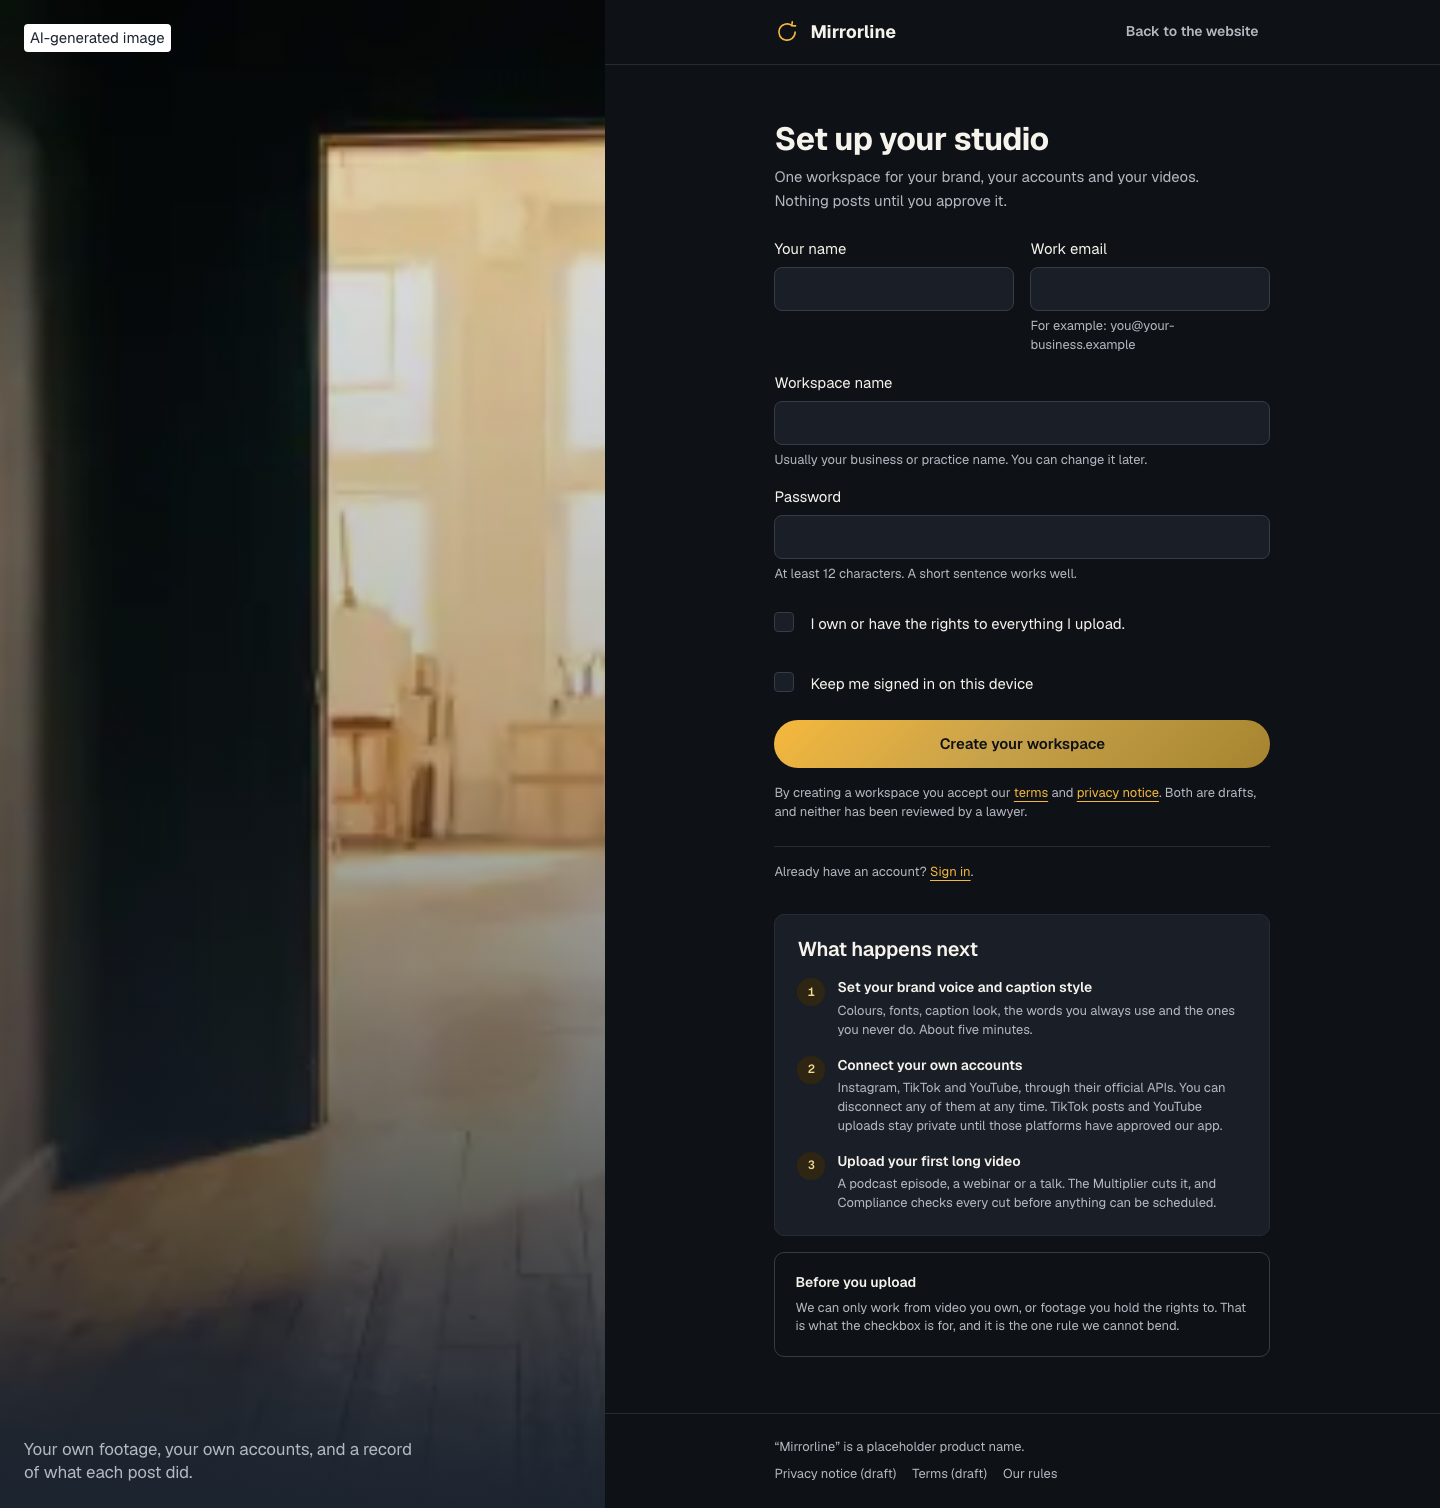 AI-generated image
Your own footage, your own accounts, and a record
of what each post did.
Mirrorline
Back to the website
Set up your studio
One workspace for your brand, your accounts and your videos.
Nothing posts until you approve it.
Your name
Work email
For example: you@your-
business.example
Workspace name
Usually your business or practice name. You can change it later.
Password
At least 12 characters. A short sentence works well.
I own or have the rights to everything I upload.
Keep me signed in on this device
Create your workspace
By creating a workspace you accept our terms and privacy notice. Both are drafts,
and neither has been reviewed by a lawyer.
Already have an account? Sign in.
What happens next
1
Set your brand voice and caption style
Colours, fonts, caption look, the words you always use and the ones
you never do. About five minutes.
2
Connect your own accounts
Instagram, TikTok and YouTube, through their official APIs. You can
disconnect any of them at any time. TikTok posts and YouTube
uploads stay private until those platforms have approved our app.
3
Upload your first long video
A podcast episode, a webinar or a talk. The Multiplier cuts it, and
Compliance checks every cut before anything can be scheduled.
Before you upload
We can only work from video you own, or footage you hold the rights to. That
is what the checkbox is for, and it is the one rule we cannot bend.
“Mirrorline” is a placeholder product name.
Privacy notice (draft)
Terms (draft)
Our rules